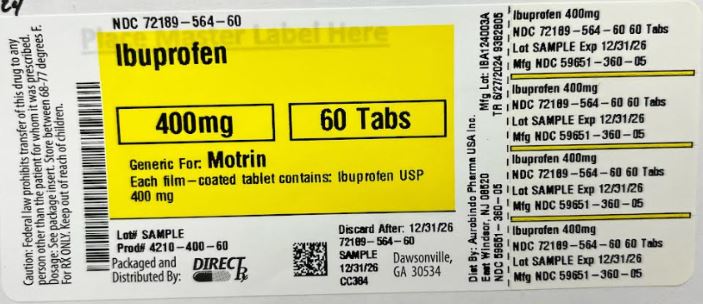 Caution: Federal law prohibits transfer of this drug to any
person other than the patient for whom it was prescribed.
Dosage: See package insert. Store between 68-77 degrees F.
For RX ONLY. Keep out of reach of children.
NDC 72189-564-60
Place Master Label Here
Ibuprofen
400mg
60 Tabs
Generic For: Motrin
Each film-coated tablet contains: Ibuprofen USP
400 mg
Lot# SAMPLE
Prod# 4210-400-60
Packaged and
Distributed By:
DIRECT Rx
Discard After: 12/31/26
72189-564-60
SAMPLE
12/31/26
CC364
Dawsonville,
GA 30534
Dist By: Aurobindo Pharma USA Inc.
East Windsor, NJ 08520
NDC 59651-360-05
Mfg Lot: IBA124003A
TR 6/27/2024 9382805
Ibuprofen 400mg
NDC 72189-564-60 60 Tabs
Lot SAMPLE Exp 12/31/26
Mfg NDC 59651-360-05
Ibuprofen 400mg
NDC 72189-564-60 60 Tabs
Lot SAMPLE Exp 12/31/26
Mfg NDC 59651-360-05
Ibuprofen 400mg
NDC 72189-564-60 60 Tabs
Lot SAMPLE Exp 12/31/26
Mfg NDC 59651-360-05
Ibuprofen 400mg
NDC 72189-564-60 60 Tabs
Lot SAMPLE Exp 12/31/26
Mfg NDC 59651-360-05